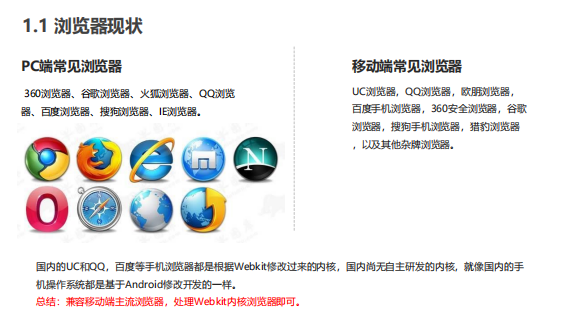 1.1 浏览器现状
PC端常见浏览器
360浏览器、谷歌浏览器、火狐浏览器、QQ浏览
器、百度浏览器、搜狗浏览器、IE浏览器。
移动端常见浏览器
UC浏览器，QQ浏览器，欧朋浏览器，
百度手机浏览器，360安全浏览器，谷歌
浏览器，搜狗手机浏览器，猎豹浏览器
，以及其他杂牌浏览器。
国内的UC和QQ，百度等手机浏览器都是根据Webkit修改过来的内核，国内尚无自主研发的内核，就像国内的手
机操作系统都是基于Android修改开发的一样。
总结：兼容移动端主流浏览器，处理Webkit内核浏览器即可。